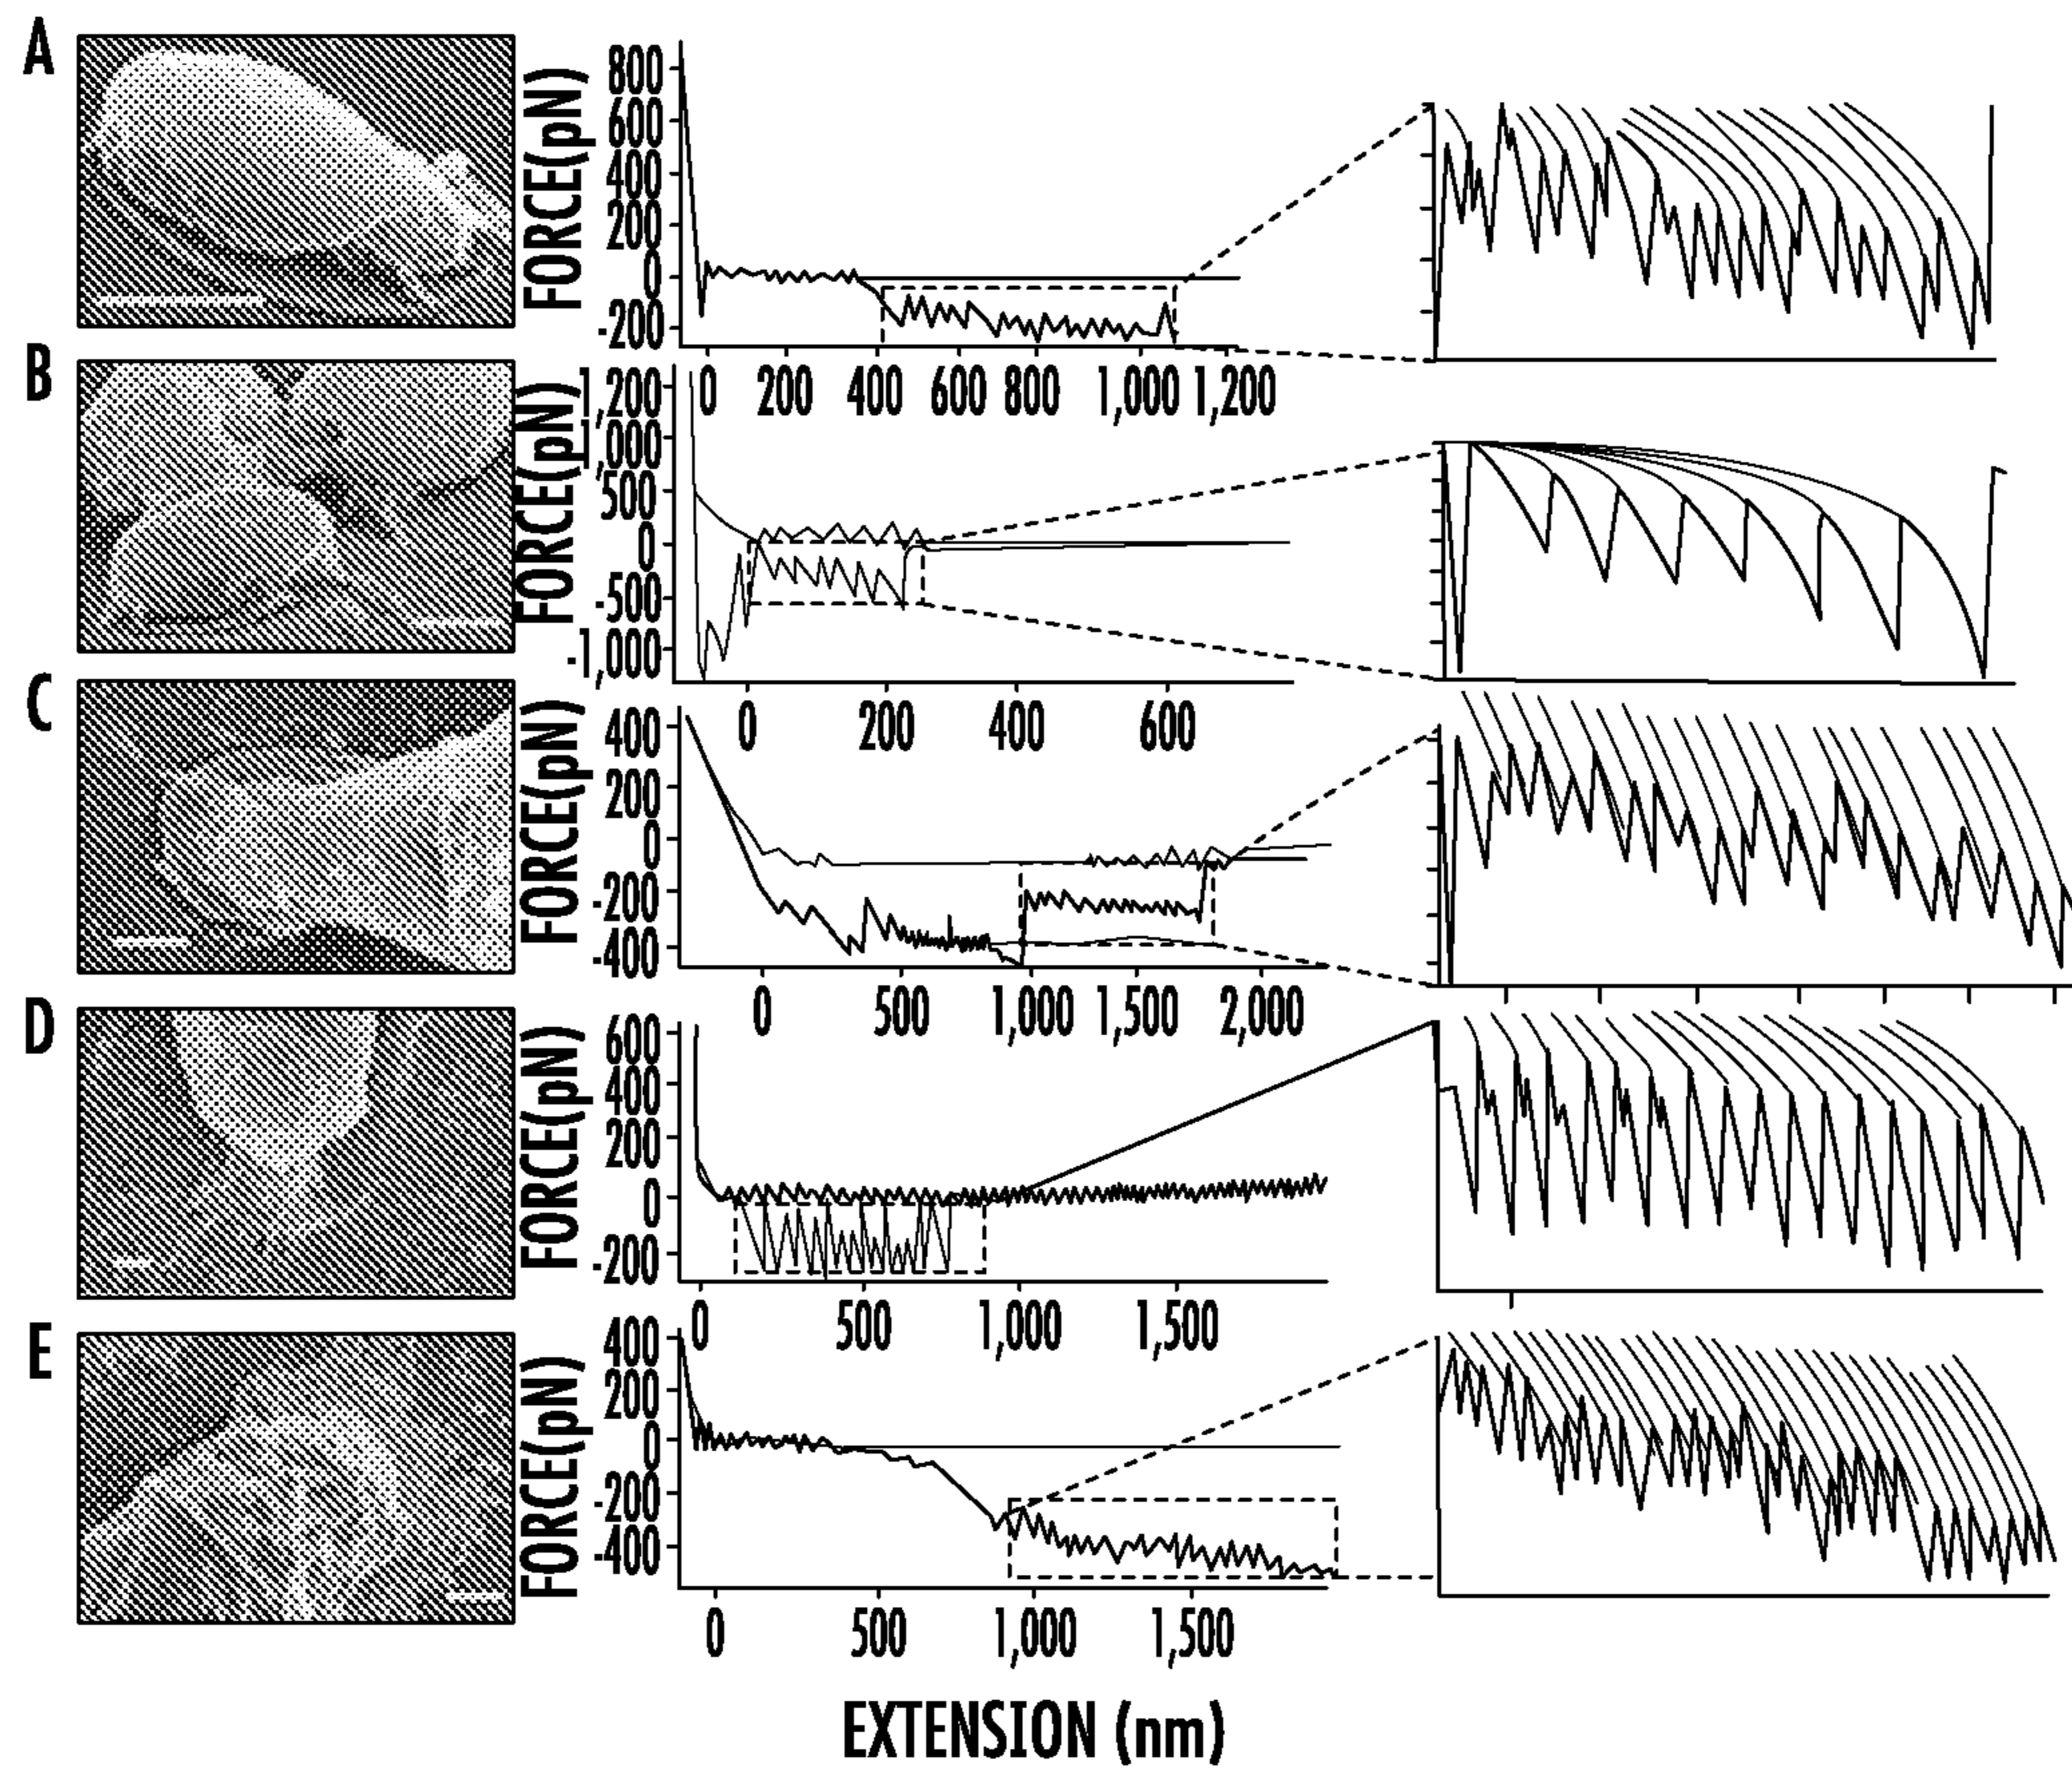 A
FORCE(pN)
800
600
400
200
0
-200
0 200 400 600 800 1,000 1,200
B
FORCE(pN)
1,200
1,000
500
0
-500
-1,000
0 200 400 600
C
FORCE(pN)
400
200
0
-200
-400
0 500 1,000 1,500 2,000
D
FORCE(pN)
600
400
200
0
-200
0 500 1,000 1,500
E
FORCE(pN)
400
200
0
-200
-400
0 500 1,000 1,500
EXTENSION (nm)